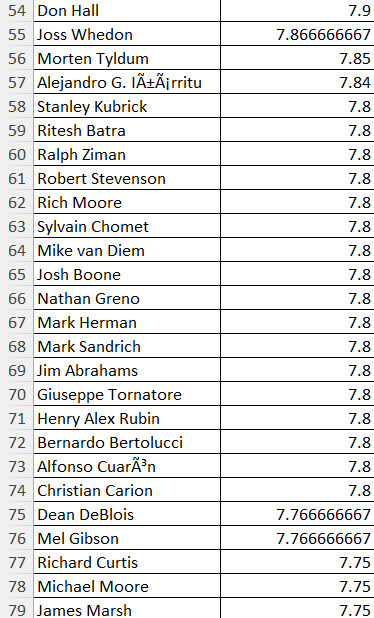 54 Don Hall 7.9
55 Joss Whedon 7.866666667
56 Morten Tyldum 7.85
57 Alejandro G. IÃ±Ã¡rritu 7.84
58 Stanley Kubrick 7.8
59 Ritesh Batra 7.8
60 Ralph Ziman 7.8
61 Robert Stevenson 7.8
62 Rich Moore 7.8
63 Sylvain Chomet 7.8
64 Mike van Diem 7.8
65 Josh Boone 7.8
66 Nathan Greno 7.8
67 Mark Herman 7.8
68 Mark Sandrich 7.8
69 Jim Abrahams 7.8
70 Giuseppe Tornatore 7.8
71 Henry Alex Rubin 7.8
72 Bernardo Bertolucci 7.8
73 Alfonso CuarÃ³n 7.8
74 Christian Carion 7.8
75 Dean DeBlois 7.766666667
76 Mel Gibson 7.766666667
77 Richard Curtis 7.75
78 Michael Moore 7.75
79 James Marsh 7.75